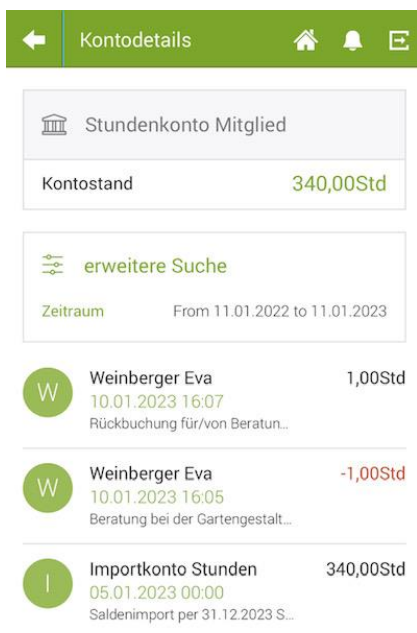 Kontodetails
Stundenkonto Mitglied
Kontostand 340,00Std
erweitere Suche
Zeitraum From 11.01.2022 to 11.01.2023
W Weinberger Eva 1,00Std
10.01.2023 16:07
Rückbuchung für/von Beratun...
W Weinberger Eva -1,00Std
10.01.2023 16:05
Beratung bei der Gartengestalt...
I Importkonto Stunden 340,00Std
05.01.2023 00:00
Saldenimport per 31.12.2023 S...